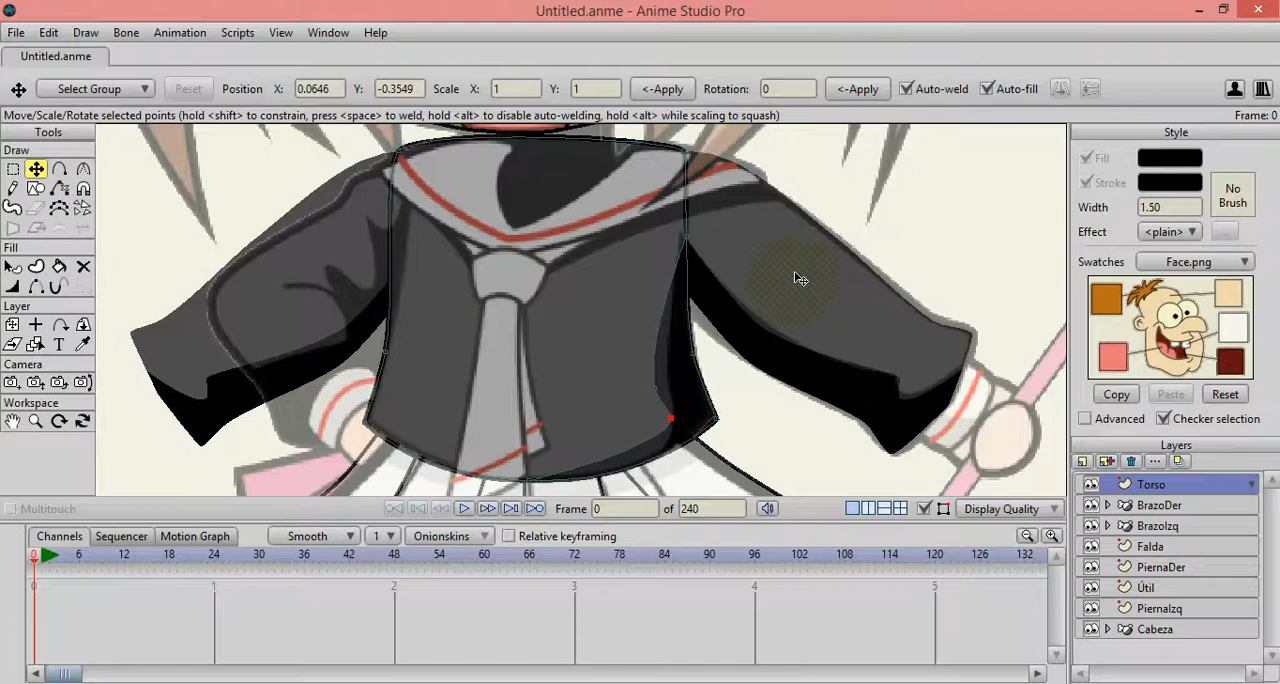 Untitled.anme - Anime Studio Pro
File Edit Draw Bone Animation Scripts View Window Help
Untitled.anme
Select Group Reset Position X: 0.0646 Y: -0.3549 Scale X: 1 Y: 1 <-Apply Rotation: 0 <-Apply Auto-weld Auto-fill
Move/Scale/Rotate selected points (hold <shift> to constrain, press <space> to weld, hold <alt> to disable auto-welding, hold <alt> while scaling to squash) Frame: 0
Tools
Draw
Fill
Layer
T
Camera
Workspace
Style
Fill
Stroke
No Brush
Width 1.50
Effect <plain> ...
Swatches Face.png
Copy Paste Reset
Advanced Checker selection
Layers
Torso
BrazoDer
BrazoIzq
Falda
PiernaDer
Útil
PiernaIzq
Cabeza
Multitouch Frame 0 of 240 Display Quality
Channels Sequencer Motion Graph Smooth 1 Onionskins Relative keyframing
0 6 12 18 24 30 36 42 48 54 60 66 72 78 84 90 96 102 108 114 120 126 132
0 1 2 3 4 5